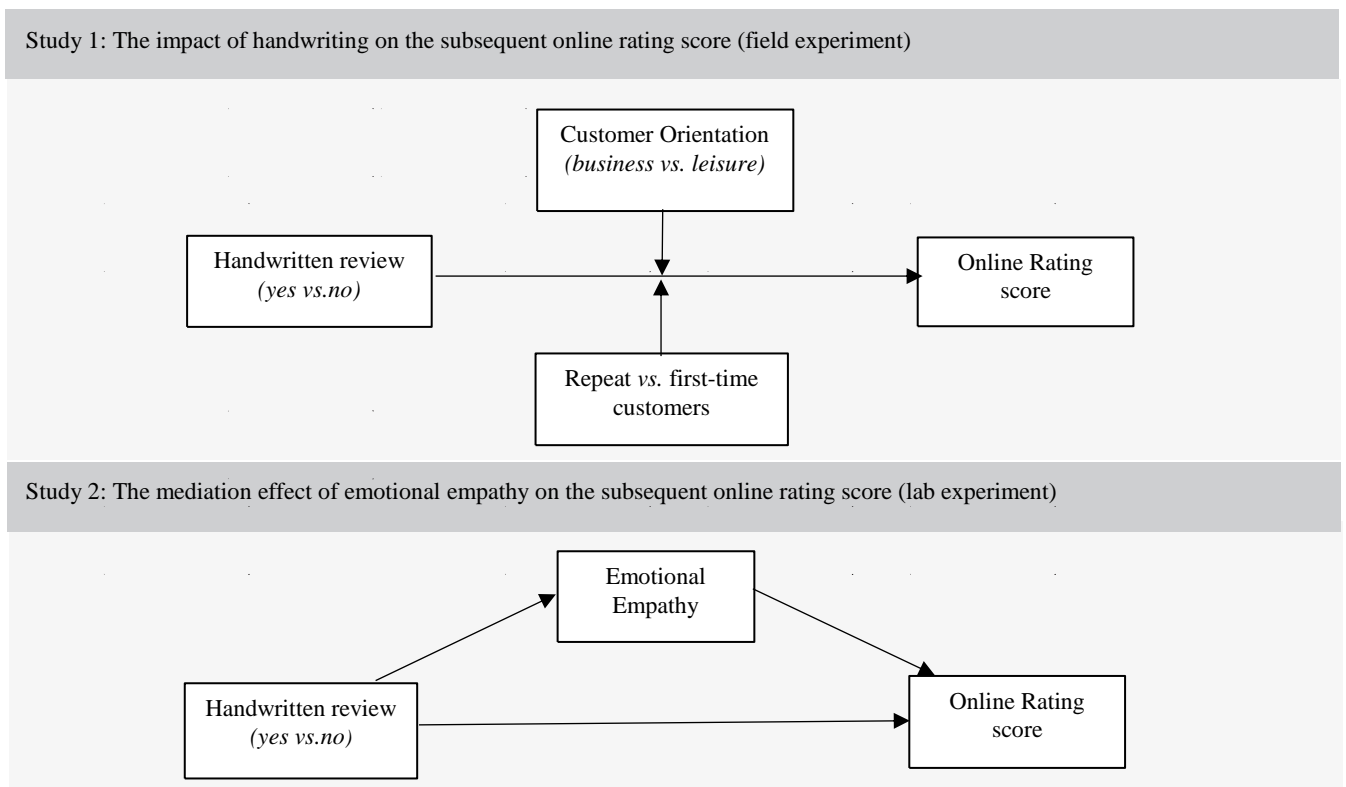 Study 1: The impact of handwriting on the subsequent online rating score (field experiment)
Customer Orientation
(business vs. leisure)
Handwritten review
(yes vs.no)
Online Rating
score
Repeat vs. first-time
customers
Study 2: The mediation effect of emotional empathy on the subsequent online rating score (lab experiment)
Emotional
Empathy
Handwritten review
(yes vs.no)
Online Rating
score